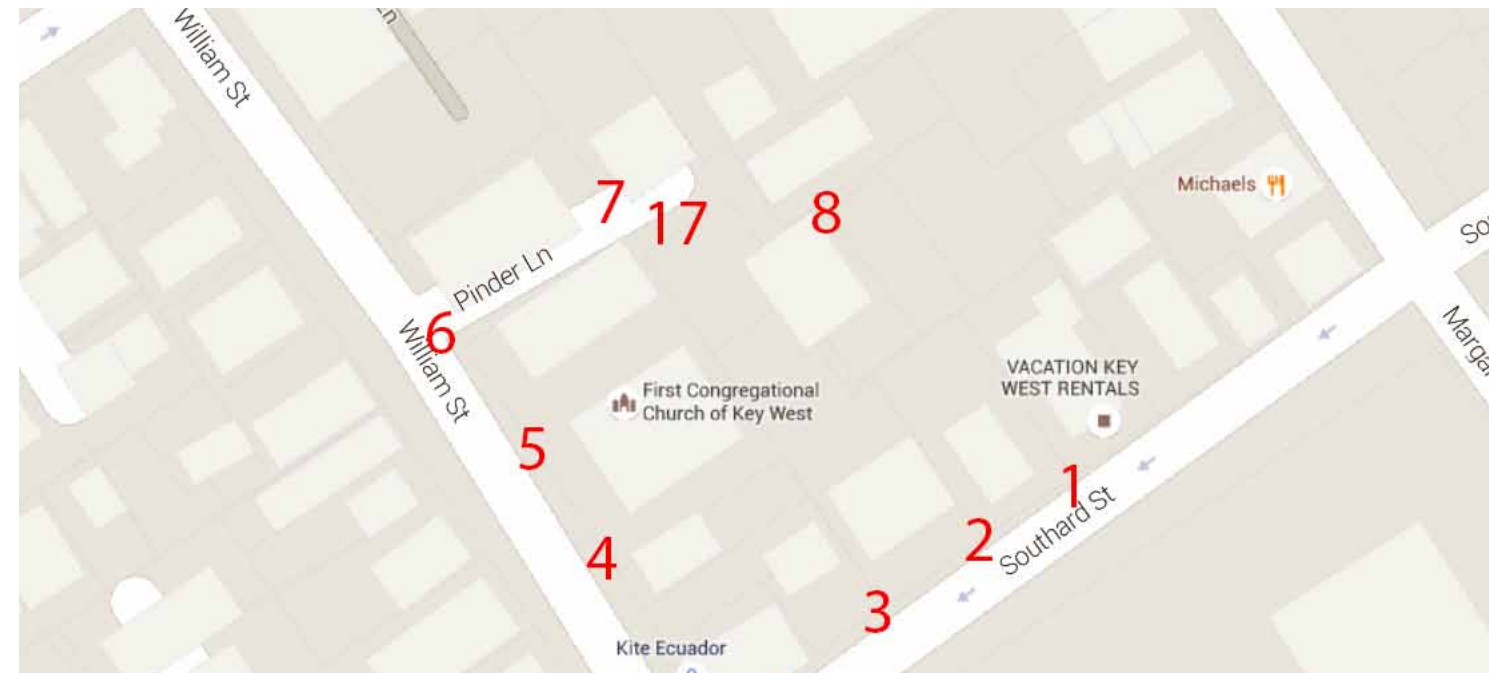 William St
Ln
7
17
8
Michaels
Pinder Ln
6
William St
First Congregational
Church of Key West
VACATION KEY
WEST RENTALS
5
1
Southard St
2
4
3
Kite Ecuador